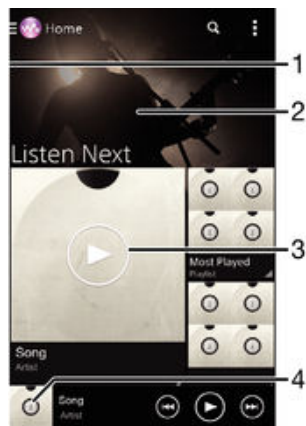 Home
1
2
Listen Next
3
Most Played
Playlist
Song
Artist
4
Song
Artist